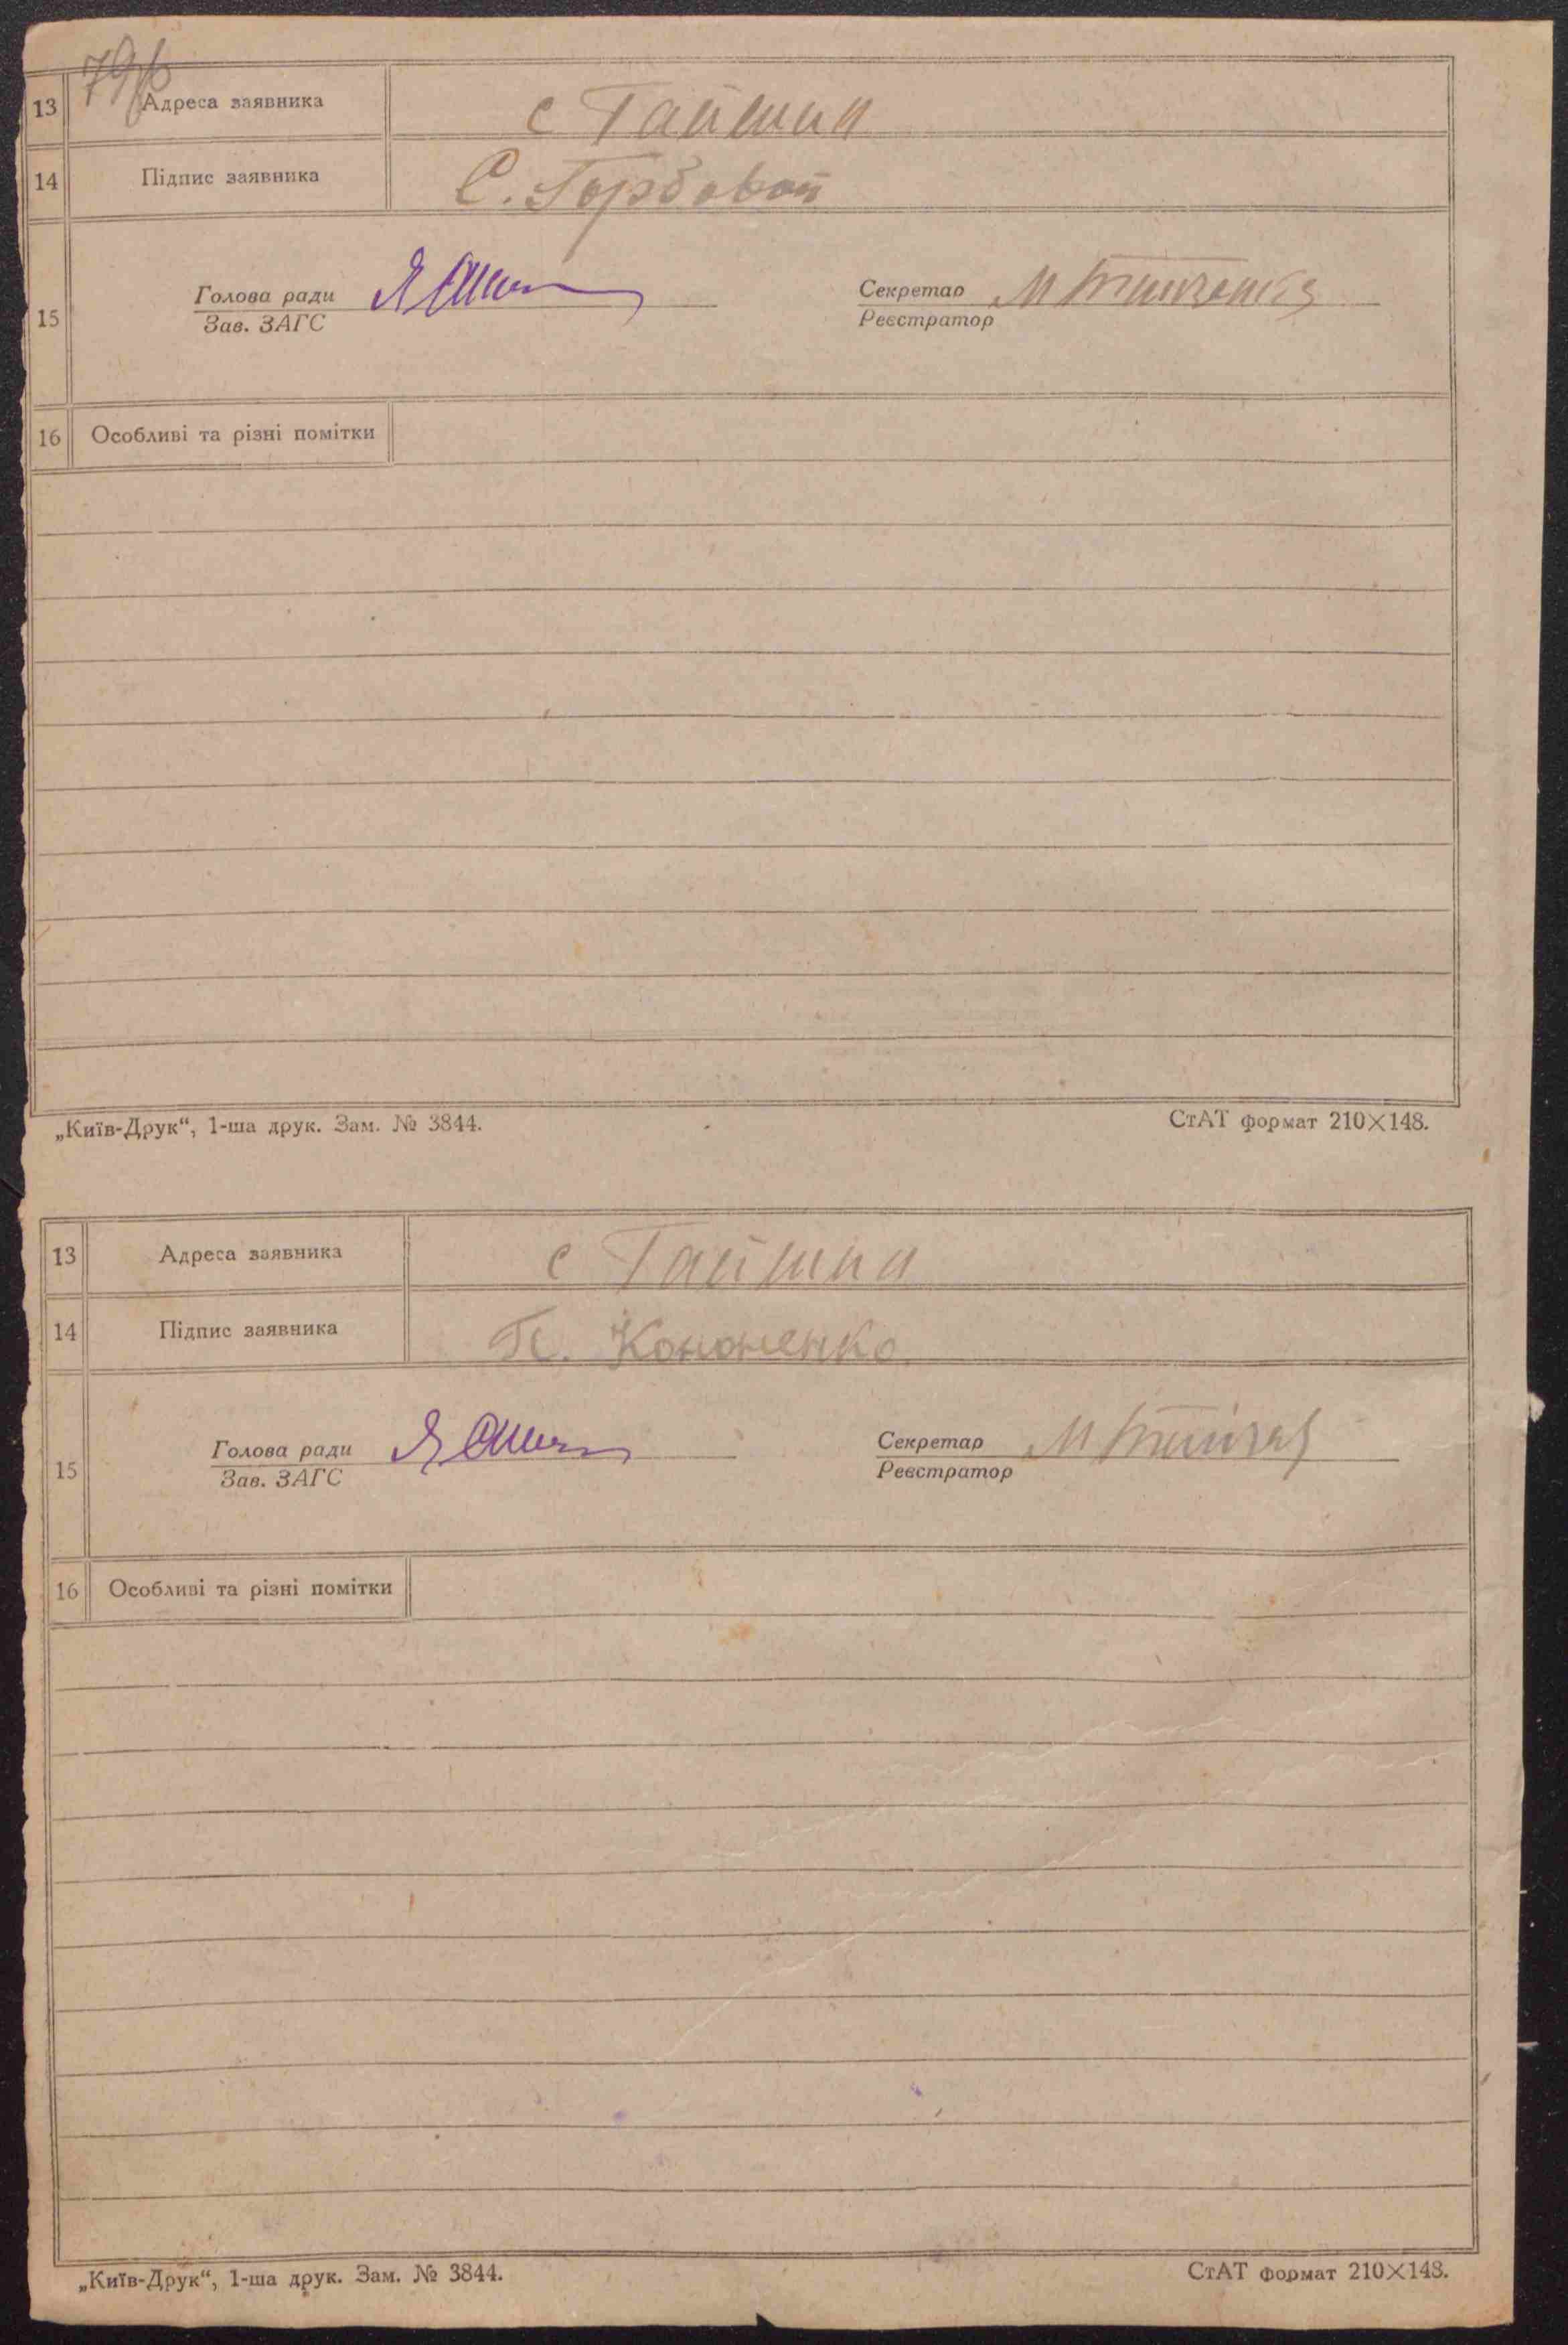 13 Адреса заявника с Гайшин
14 Підпис заявника С. Горбовой
15 Голова ради Секретар
Зав. ЗАГС Реєстратор
16 Особливі та різні помітки
„Київ-Друк“, 1-ша друк. Зам. № 3844. СтАТ формат 210×148.
13 Адреса заявника с Гайшин
14 Підпис заявника Кононенко
15 Голова ради Секретар
Зав. ЗАГС Реєстратор
16 Особливі та різні помітки
„Київ-Друк“, 1-ша друк. Зам. № 3844. СтАТ формат 210×148.